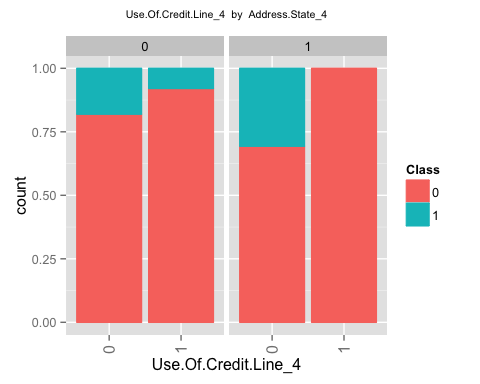 Use.Of.Credit.Line_4 by Address.State_4
0 1
1.00
0.75
0.50
0.25
0.00
count
0 1 0 1
Use.Of.Credit.Line_4
Class
0
1